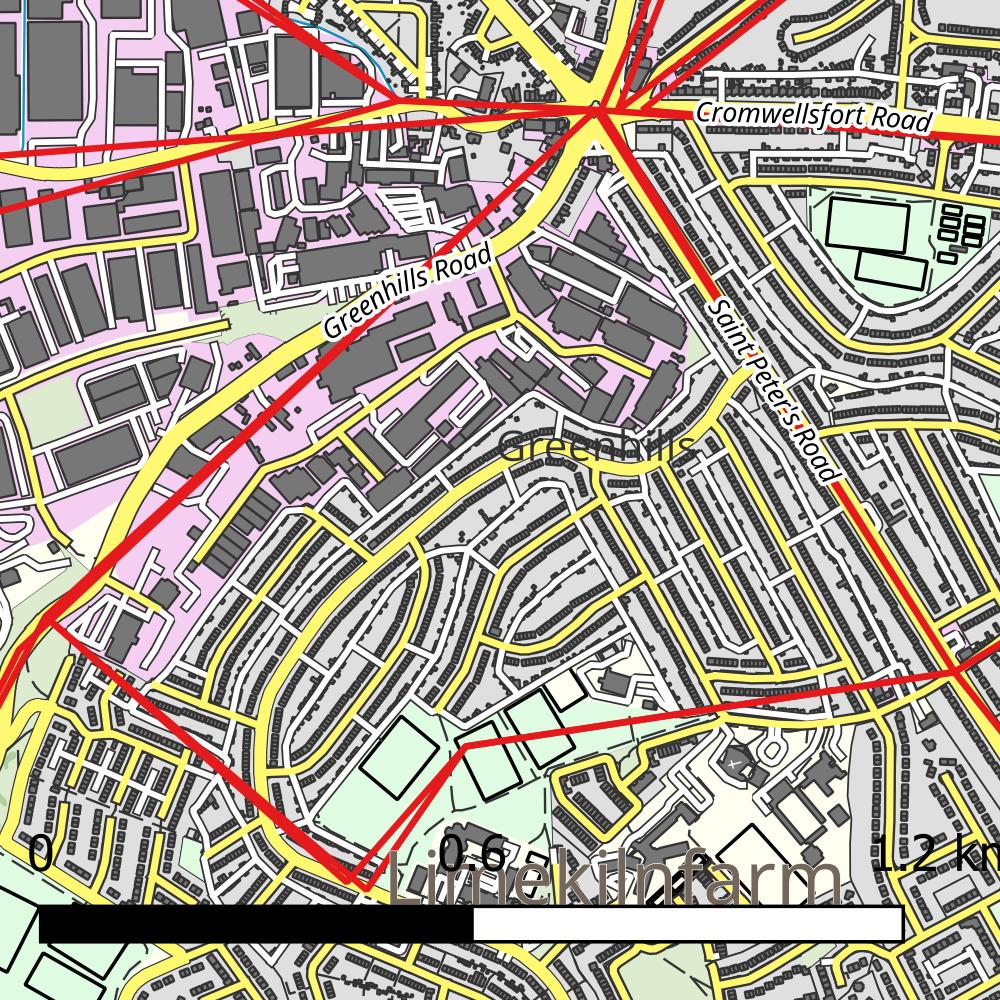 Cromwellsfort Road
Greenhills Road
Saint Peter's Road
Greenhills
0
0.6
1.2 km
Limekilnfarm